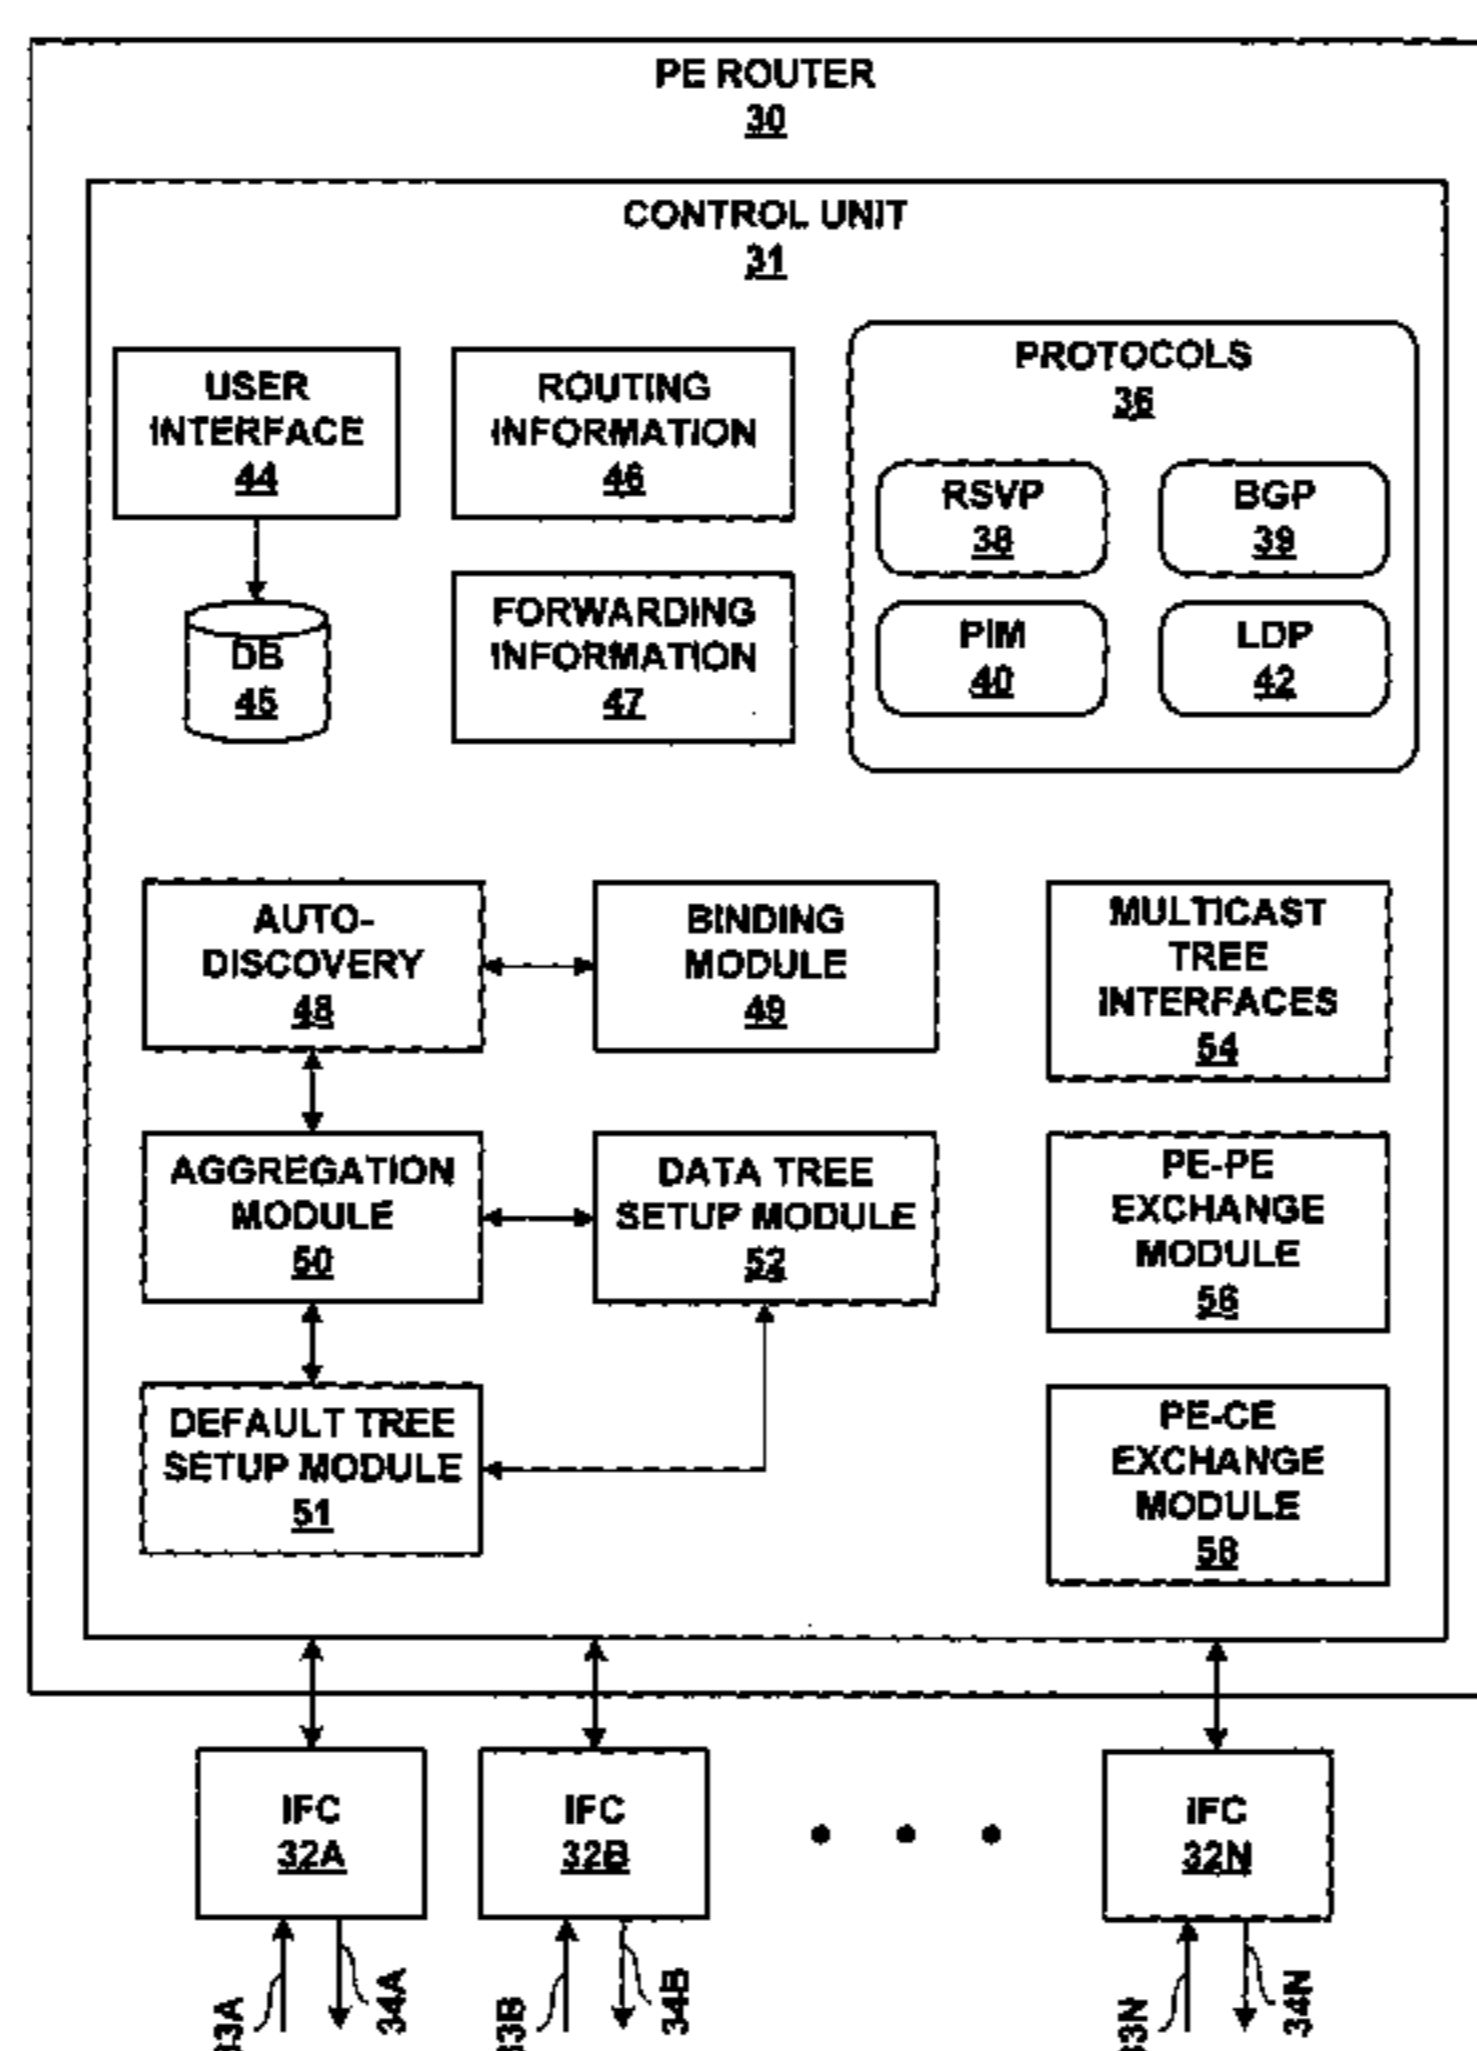 PE ROUTER
30
CONTROL UNIT
31
USER
INTERFACE
44
ROUTING
INFORMATION
46
PROTOCOLS
36
RSVP
38
BGP
39
PIM
40
LDP
42
DB
45
FORWARDING
INFORMATION
47
AUTO-
DISCOVERY
48
BINDING
MODULE
49
MULTICAST
TREE
INTERFACES
54
AGGREGATION
MODULE
50
DATA TREE
SETUP MODULE
52
PE-PE
EXCHANGE
MODULE
56
DEFAULT TREE
SETUP MODULE
51
PE-CE
EXCHANGE
MODULE
58
IFC
32A
IFC
32B
IFC
32N
33A
34A
33B
34B
33N
34N